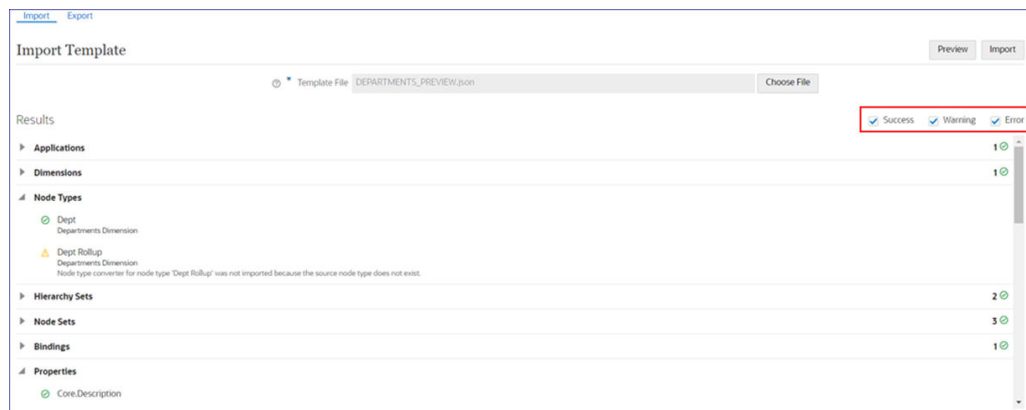 Import Export
Import Template Preview Import
* Template File DEPARTMENTS_PREVIEW.json Choose File
Results Success Warning Error
Applications 1
Dimensions 1
Node Types
Dept
Departments Dimension
Dept Rollup
Departments Dimension
Node type converter for node type 'Dept Rollup' was not imported because the source node type does not exist.
Hierarchy Sets 2
Node Sets 3
Bindings 1
Properties
Core.Description